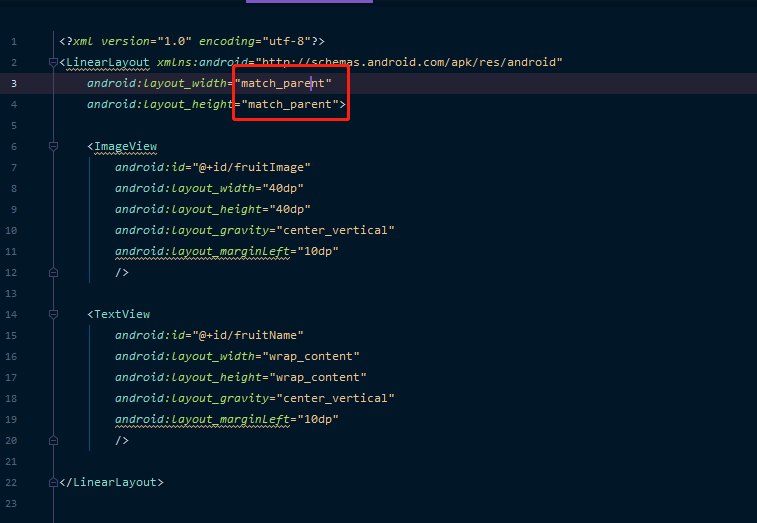 1 <?xml version="1.0" encoding="utf-8"?>
2 <LinearLayout xmlns:android="http://schemas.android.com/apk/res/android"
3 android:layout_width="match_parent"
4 android:layout_height="match_parent">
5
6 <ImageView
7 android:id="@+id/fruitImage"
8 android:layout_width="40dp"
9 android:layout_height="40dp"
10 android:layout_gravity="center_vertical"
11 android:layout_marginLeft="10dp"
12 />
13
14 <TextView
15 android:id="@+id/fruitName"
16 android:layout_width="wrap_content"
17 android:layout_height="wrap_content"
18 android:layout_gravity="center_vertical"
19 android:layout_marginLeft="10dp"
20 />
21
22 </LinearLayout>
23